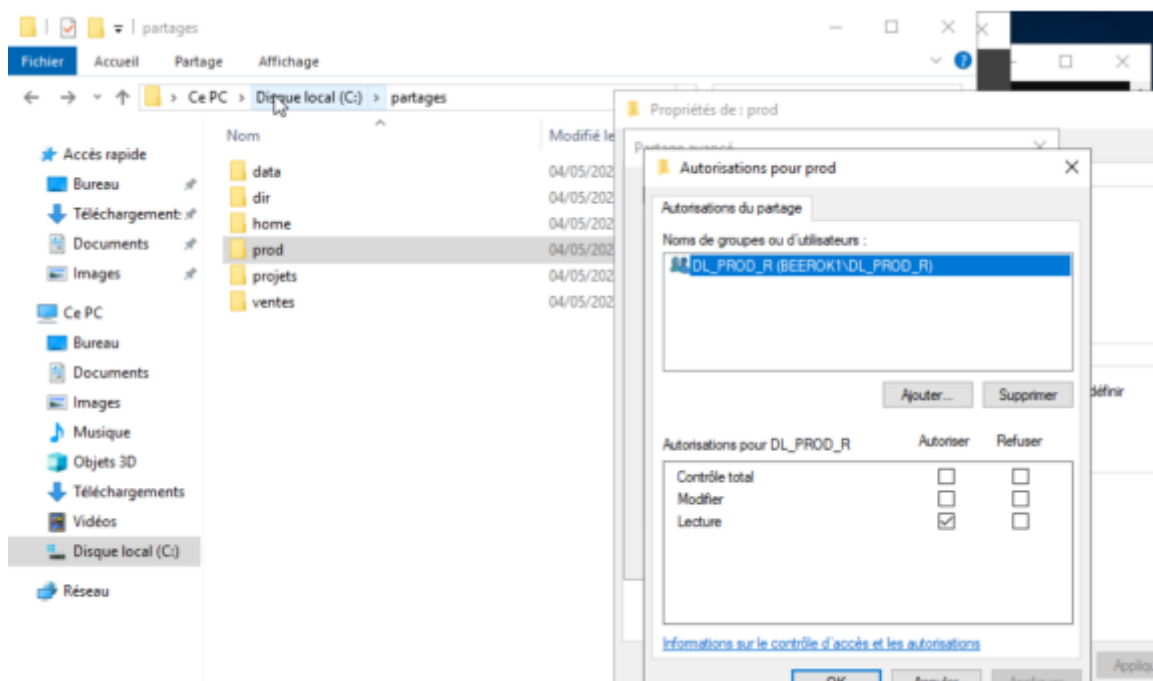 partages
Fichier Accueil Partage Affichage
Ce PC > Disque local (C:) > partages
Nom Modifié le
Accès rapide
Bureau
Téléchargement:
Documents
Images
Ce PC
Bureau
Documents
Images
Musique
Objets 3D
Téléchargements
Vidéos
Disque local (C:)
Réseau
data 04/05/202
dir 04/05/202
home 04/05/202
prod 04/05/202
projets 04/05/202
ventes 04/05/202
Propriétés de : prod
Partage avancé
Autorisations pour prod
Autorisations du partage
Noms de groupes ou d'utilisateurs :
DL_PROD_R (BEEROK1\DL_PROD_R)
Ajouter... Supprimer
définir
Autorisations pour DL_PROD_R Autoriser Refuser
Contrôle total
Modifier
Lecture
Informations sur le contrôle d'accès et les autorisations
OK Annuler Appliquer
Appliq